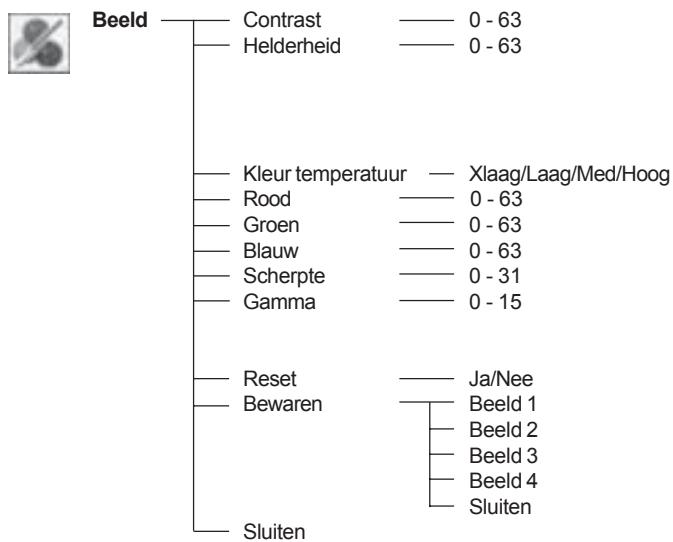 Beeld Contrast 0 - 63
Helderheid 0 - 63
Kleur temperatuur Xlaag/Laag/Med/Hoog
Rood 0 - 63
Groen 0 - 63
Blauw 0 - 63
Scherpte 0 - 31
Gamma 0 - 15
Reset Ja/Nee
Bewaren Beeld 1
Beeld 2
Beeld 3
Beeld 4
Sluiten
Sluiten